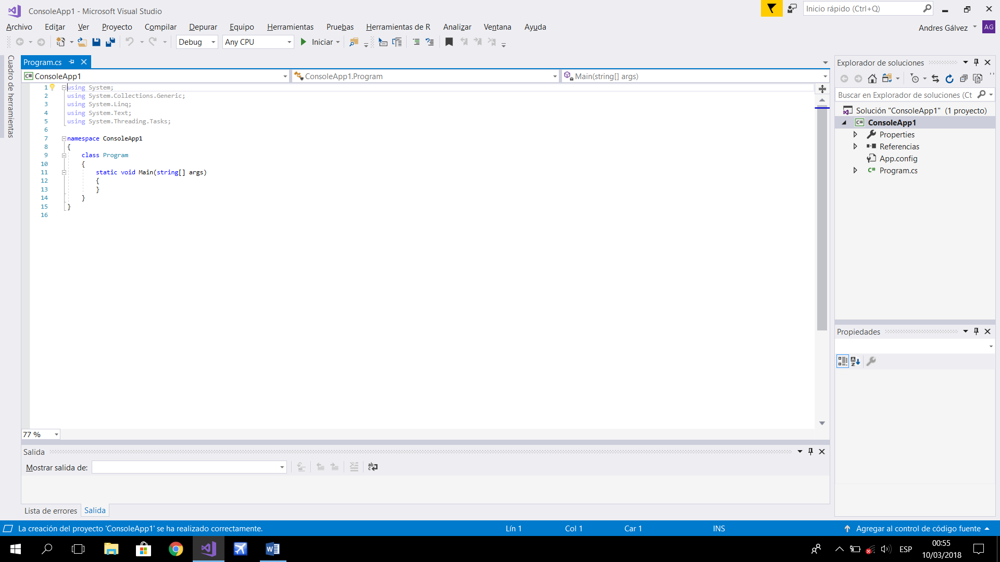 ConsoleApp1 - Microsoft Visual Studio
Inicio rápido (Ctrl+Q)
Archivo Editar Ver Proyecto Compilar Depurar Equipo Herramientas Pruebas Herramientas de R Analizar Ventana Ayuda
Andres Gálvez AG
Debug Any CPU Iniciar
Cuadro de herramientas
Program.cs
ConsoleApp1 ConsoleApp1.Program Main(string[] args)
1 using System;
2 using System.Collections.Generic;
3 using System.Linq;
4 using System.Text;
5 using System.Threading.Tasks;
6
7 namespace ConsoleApp1
8 {
9 class Program
10 {
11 static void Main(string[] args)
12 {
13 }
14 }
15 }
16
77 %
Explorador de soluciones
Buscar en Explorador de soluciones (Ct
Solución "ConsoleApp1" (1 proyecto)
C# ConsoleApp1
Properties
Referencias
App.config
C# Program.cs
Propiedades
Salida
Mostrar salida de:
Lista de errores Salida
La creación del proyecto 'ConsoleApp1' se ha realizado correctamente. Lín 1 Col 1 Car 1 INS Agregar al control de código fuente
ESP
00:55
10/03/2018